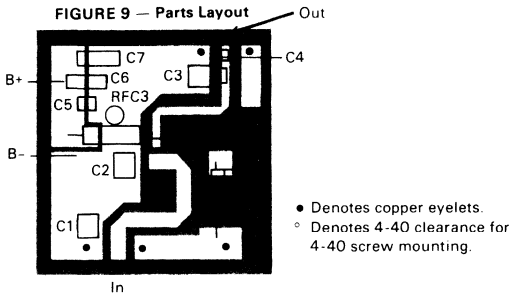 FIGURE 9 — Parts Layout
Out
C7
C4
B+
C6
C3
C5
RFC3
B–
C2
C1
● Denotes copper eyelets.
○ Denotes 4-40 clearance for
4-40 screw mounting.
In